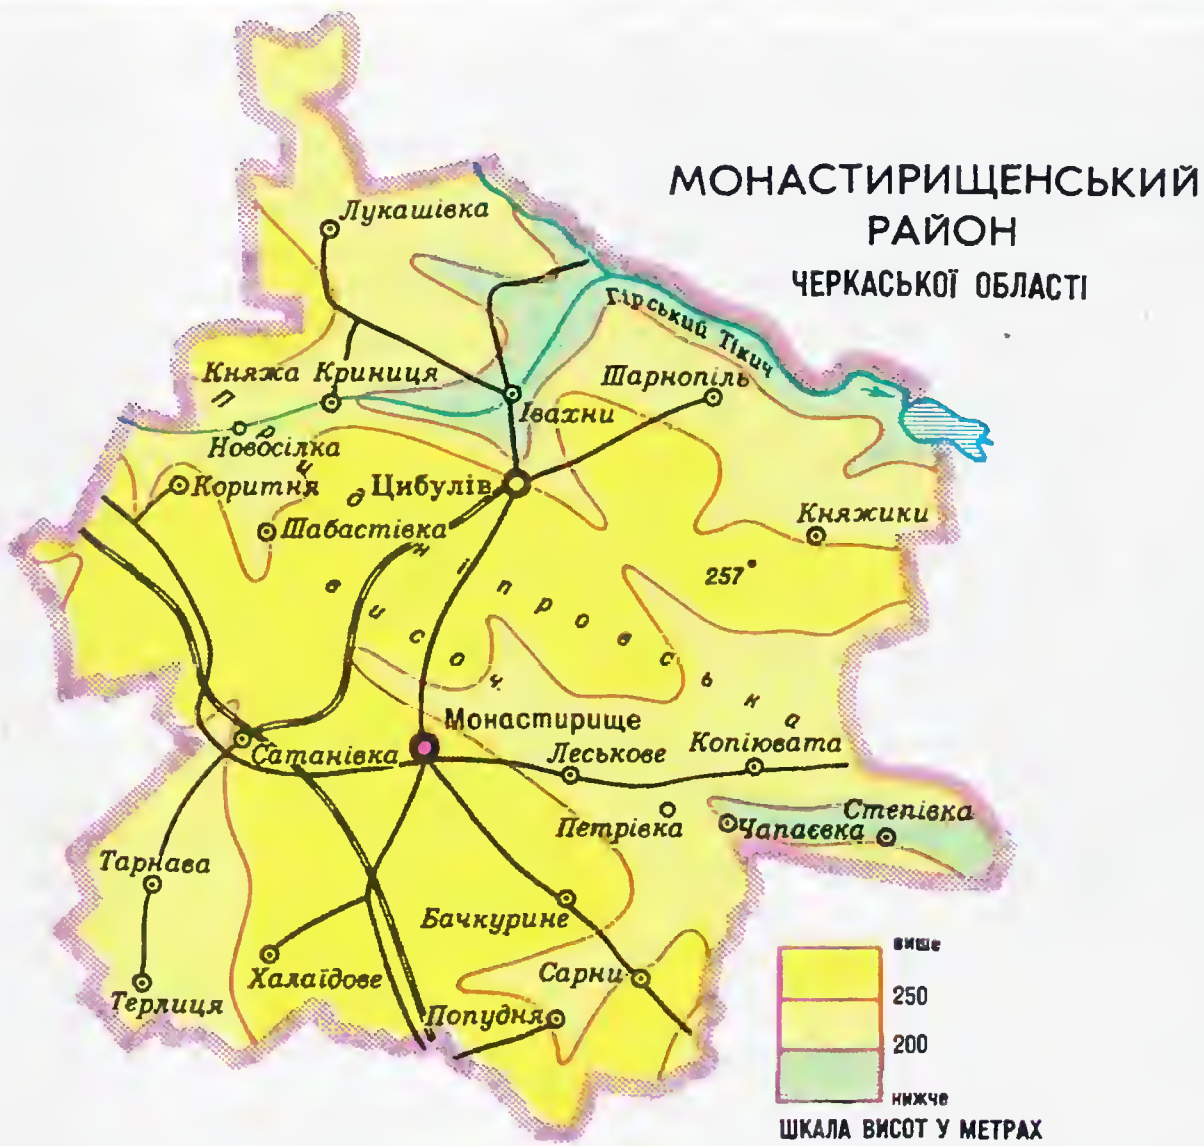 МОНАСТИРИЩЕНСЬКИЙ
РАЙОН
ЧЕРКАСЬКОЇ ОБЛАСТІ
Лукашівка
Гірський Тікич
Княжа Криниця
Шарнопіль
Івахни
Новосілка
Коритня
Цибулів
Шабастівка
Княжики
257
Придніпровська
височина
Монастирище
Сатанівка
Леськове
Копіювата
Петрівка
Чапаєвка
Степівка
Тарнава
Бачкурине
Халаїдове
Сарни
Терлиця
Попудня
више
250
200
нижче
ШКАЛА ВИСОТ У МЕТРАХ